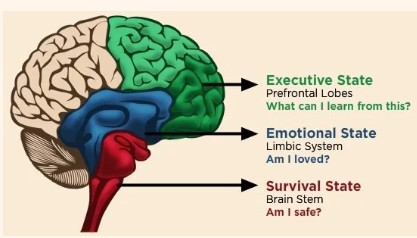 Executive State
Prefrontal Lobes
What can I learn from this?
Emotional State
Limbic System
Am I loved?
Survival State
Brain Stem
Am I safe?